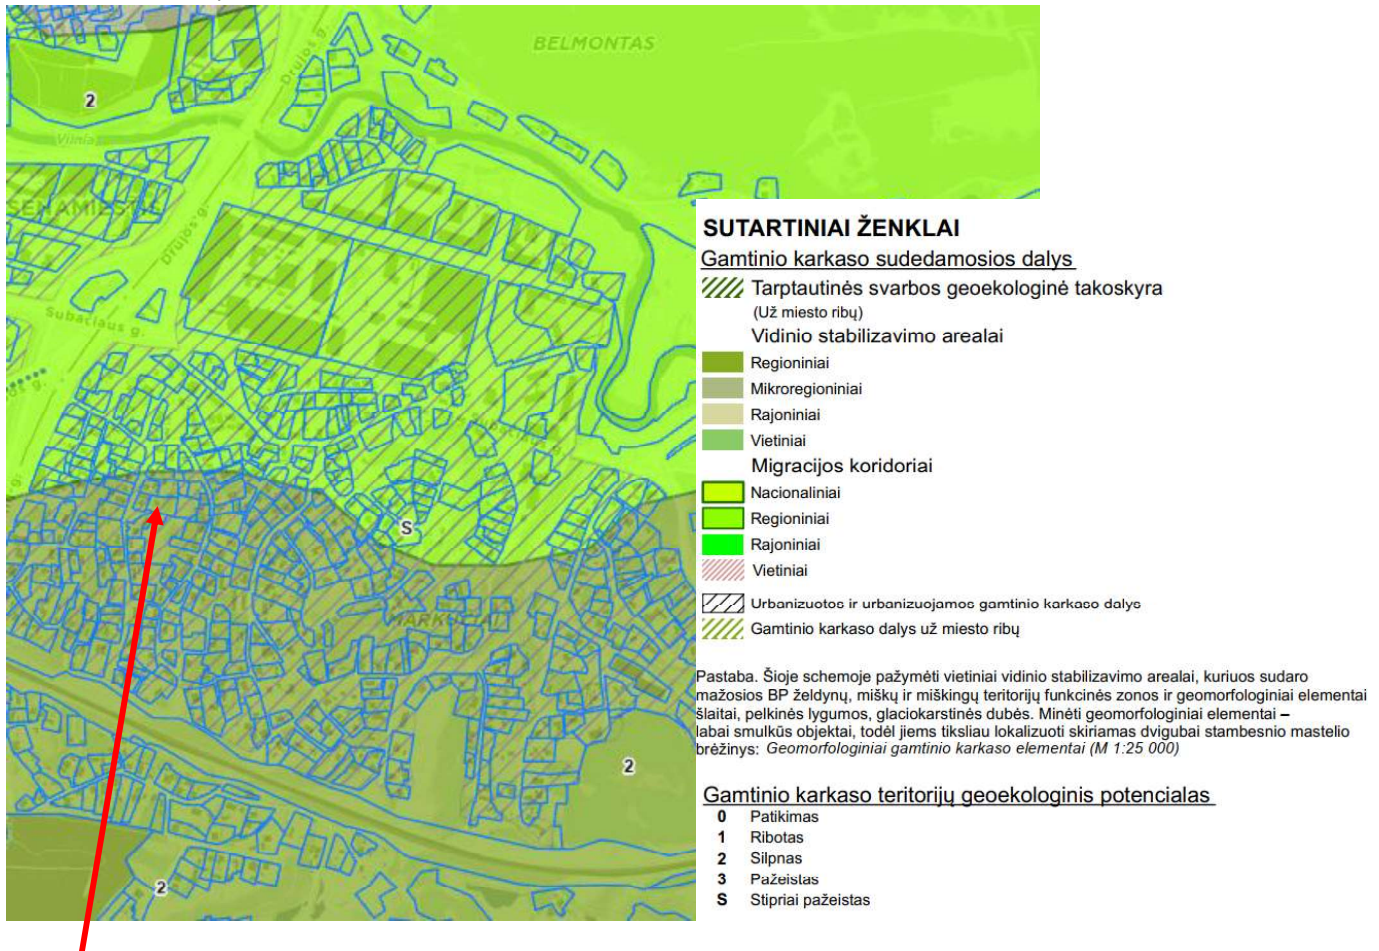 BELMONTAS
Drujos g.
2
Vilnia
SENAMIESTIS
Drujos g.
Subačiaus g.
Subačiaus g.
S
MARKUČIAI
2
2
SUTARTINIAI ŽENKLAI
Gamtinio karkaso sudedamosios dalys
Tarptautinės svarbos geoekologinė takoskyra
(Už miesto ribų)
Vidinio stabilizavimo arealai
Regioniniai
Mikroregioniniai
Rajoniniai
Vietiniai
Migracijos koridoriai
Nacionaliniai
Regioniniai
Rajoniniai
Vietiniai
Urbanizuotos ir urbanizuojamos gamtinio karkaso dalys
Gamtinio karkaso dalys už miesto ribų
Pastaba. Šioje schemoje pažymėti vietiniai vidinio stabilizavimo arealai, kuriuos sudaro
mažosios BP želdynų, miškų ir miškingų teritorijų funkcinės zonos ir geomorfologiniai elementai
šlaitai, pelkinės lygumos, glaciokarstinės dubės. Minėti geomorfologiniai elementai –
labai smulkūs objektai, todėl jiems tiksliau lokalizuoti skiriamas dvigubai stambesnio mastelio
brėžinys: Geomorfologiniai gamtinio karkaso elementai (M 1:25 000)
Gamtinio karkaso teritorijų geoekologinis potencialas
0 Patikimas
1 Ribotas
2 Silpnas
3 Pažeistas
S Stipriai pažeistas